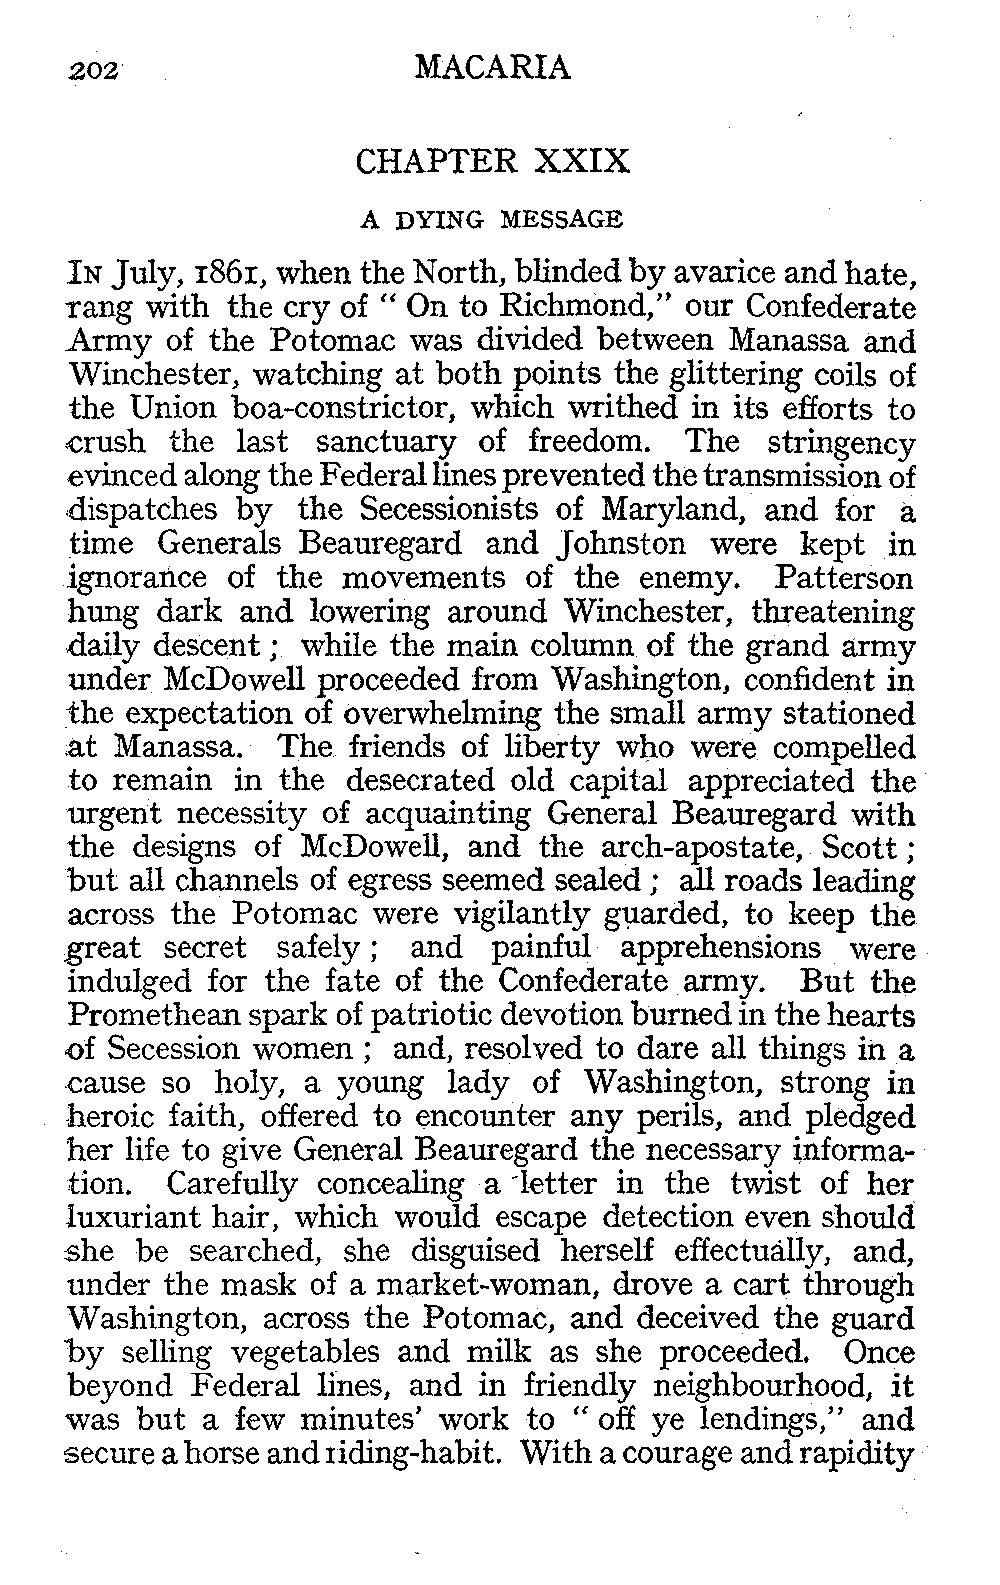 202 MACARIA
CHAPTER XXIX
A DYING MESSAGE
IN July, 1861, when the North, blinded by avarice and hate,
rang with the cry of “ On to Richmond,” our Confederate
Army of the Potomac was divided between Manassa and
Winchester, watching at both points the glittering coils of
the Union boa-constrictor, which writhed in its efforts to
crush the last sanctuary of freedom. The stringency
evinced along the Federal lines prevented the transmission of
dispatches by the Secessionists of Maryland, and for a
time Generals Beauregard and Johnston were kept in
ignorance of the movements of the enemy. Patterson
hung dark and lowering around Winchester, threatening
daily descent ; while the main column of the grand army
under McDowell proceeded from Washington, confident in
the expectation of overwhelming the small army stationed
at Manassa. The friends of liberty who were compelled
to remain in the desecrated old capital appreciated the
urgent necessity of acquainting General Beauregard with
the designs of McDowell, and the arch-apostate, Scott ;
but all channels of egress seemed sealed ; all roads leading
across the Potomac were vigilantly guarded, to keep the
great secret safely ; and painful apprehensions were
indulged for the fate of the Confederate army. But the
Promethean spark of patriotic devotion burned in the hearts
of Secession women ; and, resolved to dare all things in a
cause so holy, a young lady of Washington, strong in
heroic faith, offered to encounter any perils, and pledged
her life to give General Beauregard the necessary informa-
tion. Carefully concealing a letter in the twist of her
luxuriant hair, which would escape detection even should
she be searched, she disguised herself effectually, and,
under the mask of a market-woman, drove a cart through
Washington, across the Potomac, and deceived the guard
by selling vegetables and milk as she proceeded. Once
beyond Federal lines, and in friendly neighbourhood, it
was but a few minutes’ work to “ off ye lendings,” and
secure a horse and riding-habit. With a courage and rapidity